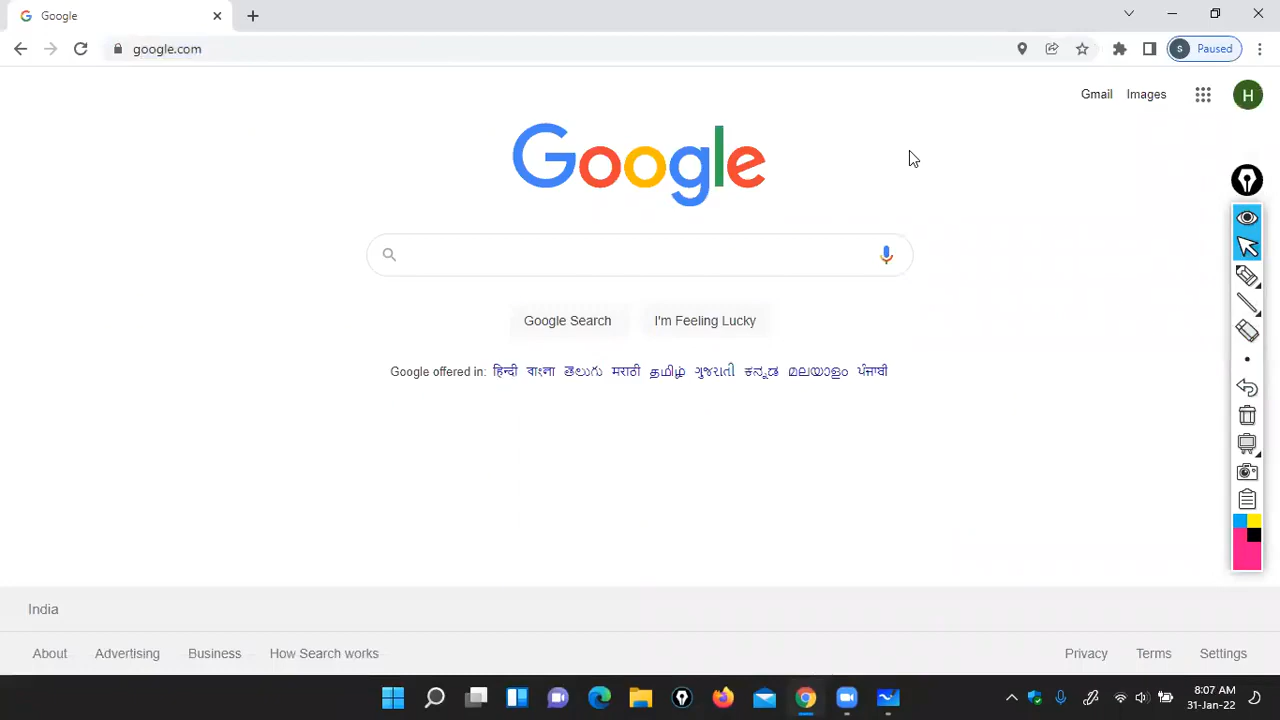 Google
google.com
S Paused
Gmail Images H
Google
Google Search I'm Feeling Lucky
Google offered in: हिन्दी বাংলা తెలుగు मराठी தமிழ் ગુજરાતી ಕನ್ನಡ മലയാളം ਪੰਜਾਬੀ
India
About Advertising Business How Search works Privacy Terms Settings
8:07 AM
31-Jan-22